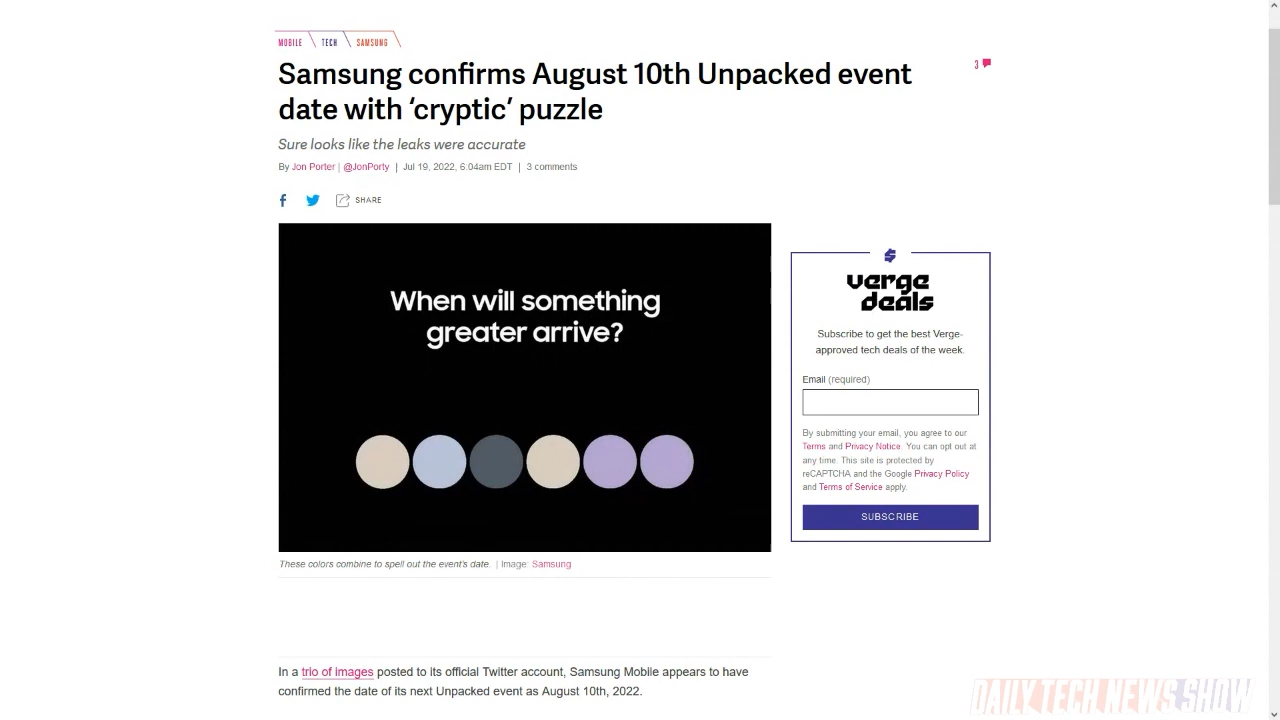 MOBILE TECH SAMSUNG
Samsung confirms August 10th Unpacked event
date with ‘cryptic’ puzzle
3
Sure looks like the leaks were accurate
By Jon Porter | @JonPorty | Jul 19, 2022, 6:04am EDT | 3 comments
SHARE
When will something
greater arrive?
These colors combine to spell out the event's date. | Image: Samsung
verge
deals
Subscribe to get the best Verge-
approved tech deals of the week.
Email (required)
By submitting your email, you agree to our
Terms and Privacy Notice. You can opt out at
any time. This site is protected by
reCAPTCHA and the Google Privacy Policy
and Terms of Service apply.
SUBSCRIBE
In a trio of images posted to its official Twitter account, Samsung Mobile appears to have
confirmed the date of its next Unpacked event as August 10th, 2022.
DAILY TECH NEWS SHOW